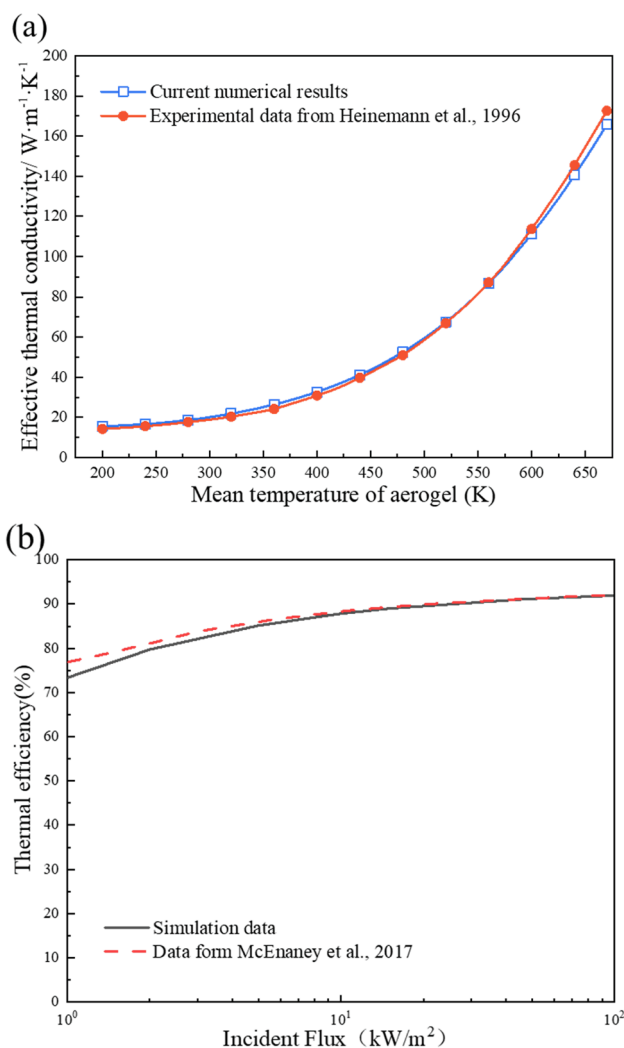 (a)
200
180
160
140
120
100
80
60
40
20
0
Effective thermal conductivity/ W·m⁻¹·K⁻¹
Current numerical results
Experimental data from Heinemann et al., 1996
200 250 300 350 400 450 500 550 600 650
Mean temperature of aerogel (K)
(b)
100
90
80
70
60
50
40
30
20
10
0
Thermal efficiency(%)
Simulation data
Data form McEnaney et al., 2017
10⁰ 10¹ 10²
Incident Flux（kW/m²）